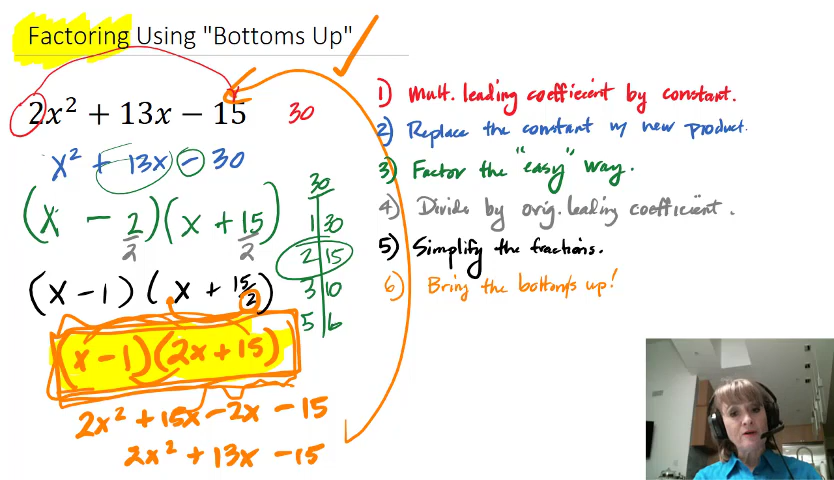 Factoring Using "Bottoms Up"
2x² + 13x − 15 30
x² + 13x − 30
(x − 2/2)(x + 15/2)
(x − 1)(x + 15/2)
(x − 1)(2x + 15)
2x² + 15x − 2x − 15
2x² + 13x − 15
30
1 30
2 15
3 10
5 6
1) Mult. leading coefficient by constant.
2) Replace the constant w/ new product.
3) Factor the "easy" way.
4) Divide by orig. leading coefficient.
5) Simplify the fractions.
6) Bring the bottoms up!